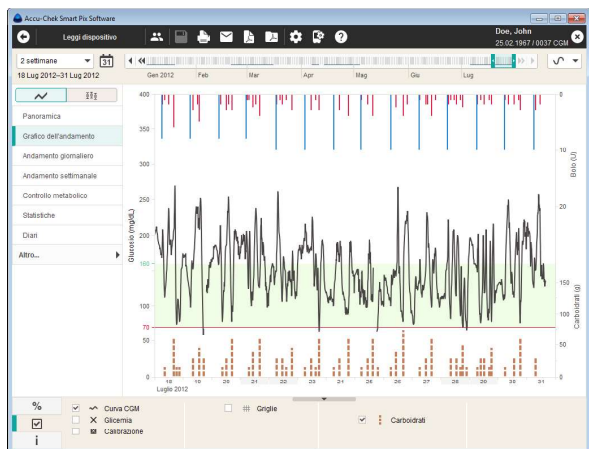 Accu-Chek Smart Pix Software
Leggi dispositivo
Doe, John
25.02.1967 / 0037 CGM
2 settimane
31
18 Lug 2012–31 Lug 2012
Gen 2012 Feb Mar Apr Mag Giu Lug
Panoramica
Grafico dell'andamento
Andamento giornaliero
Andamento settimanale
Controllo metabolico
Statistiche
Diari
Altro...
Glucosio (mg/dL)
400
350
300
250
200
160
100
70
50
0
Bolo (U)
0
10
20
Carboidrati (g)
150
100
50
0
18 19 20 21 22 23 24 25 26 27 28 29 30 31
Luglio 2012
%
i
Curva CGM
Glicemia
Calibrazione
Griglie
Carboidrati